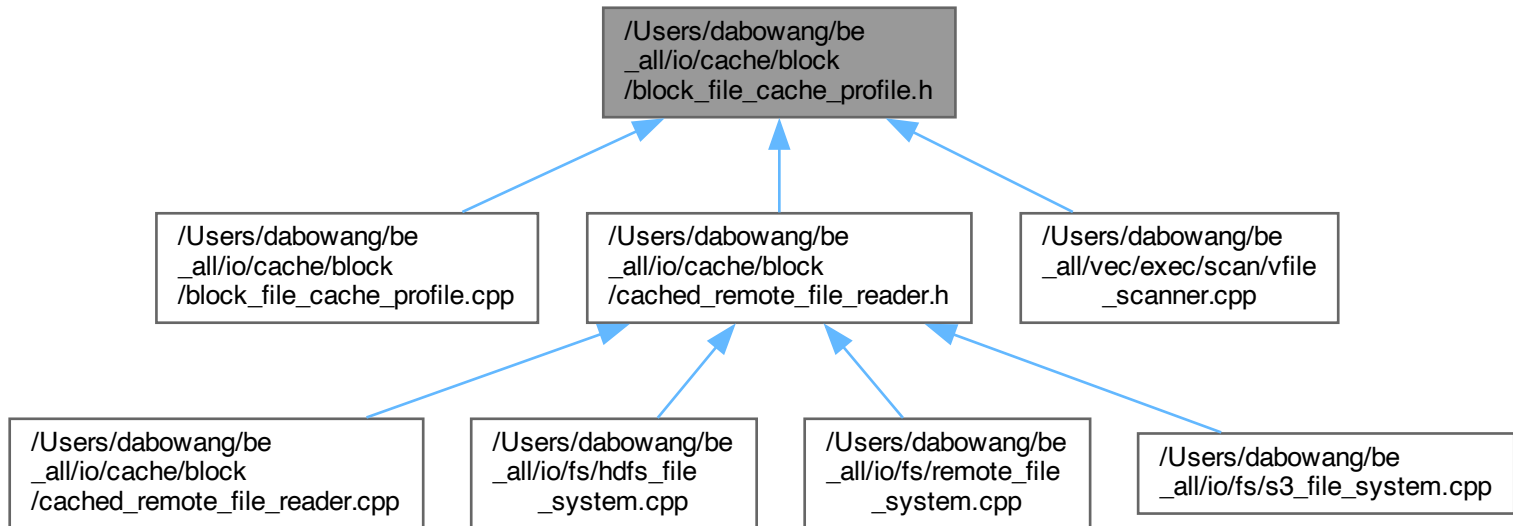 /Users/dabowang/be
_all/io/cache/block
/block_file_cache_profile.h
/Users/dabowang/be
_all/io/cache/block
/block_file_cache_profile.cpp
/Users/dabowang/be
_all/io/cache/block
/cached_remote_file_reader.h
/Users/dabowang/be
_all/vec/exec/scan/vfile
_scanner.cpp
/Users/dabowang/be
_all/io/cache/block
/cached_remote_file_reader.cpp
/Users/dabowang/be
_all/io/fs/hdfs_file
_system.cpp
/Users/dabowang/be
_all/io/fs/remote_file
_system.cpp
/Users/dabowang/be
_all/io/fs/s3_file_system.cpp